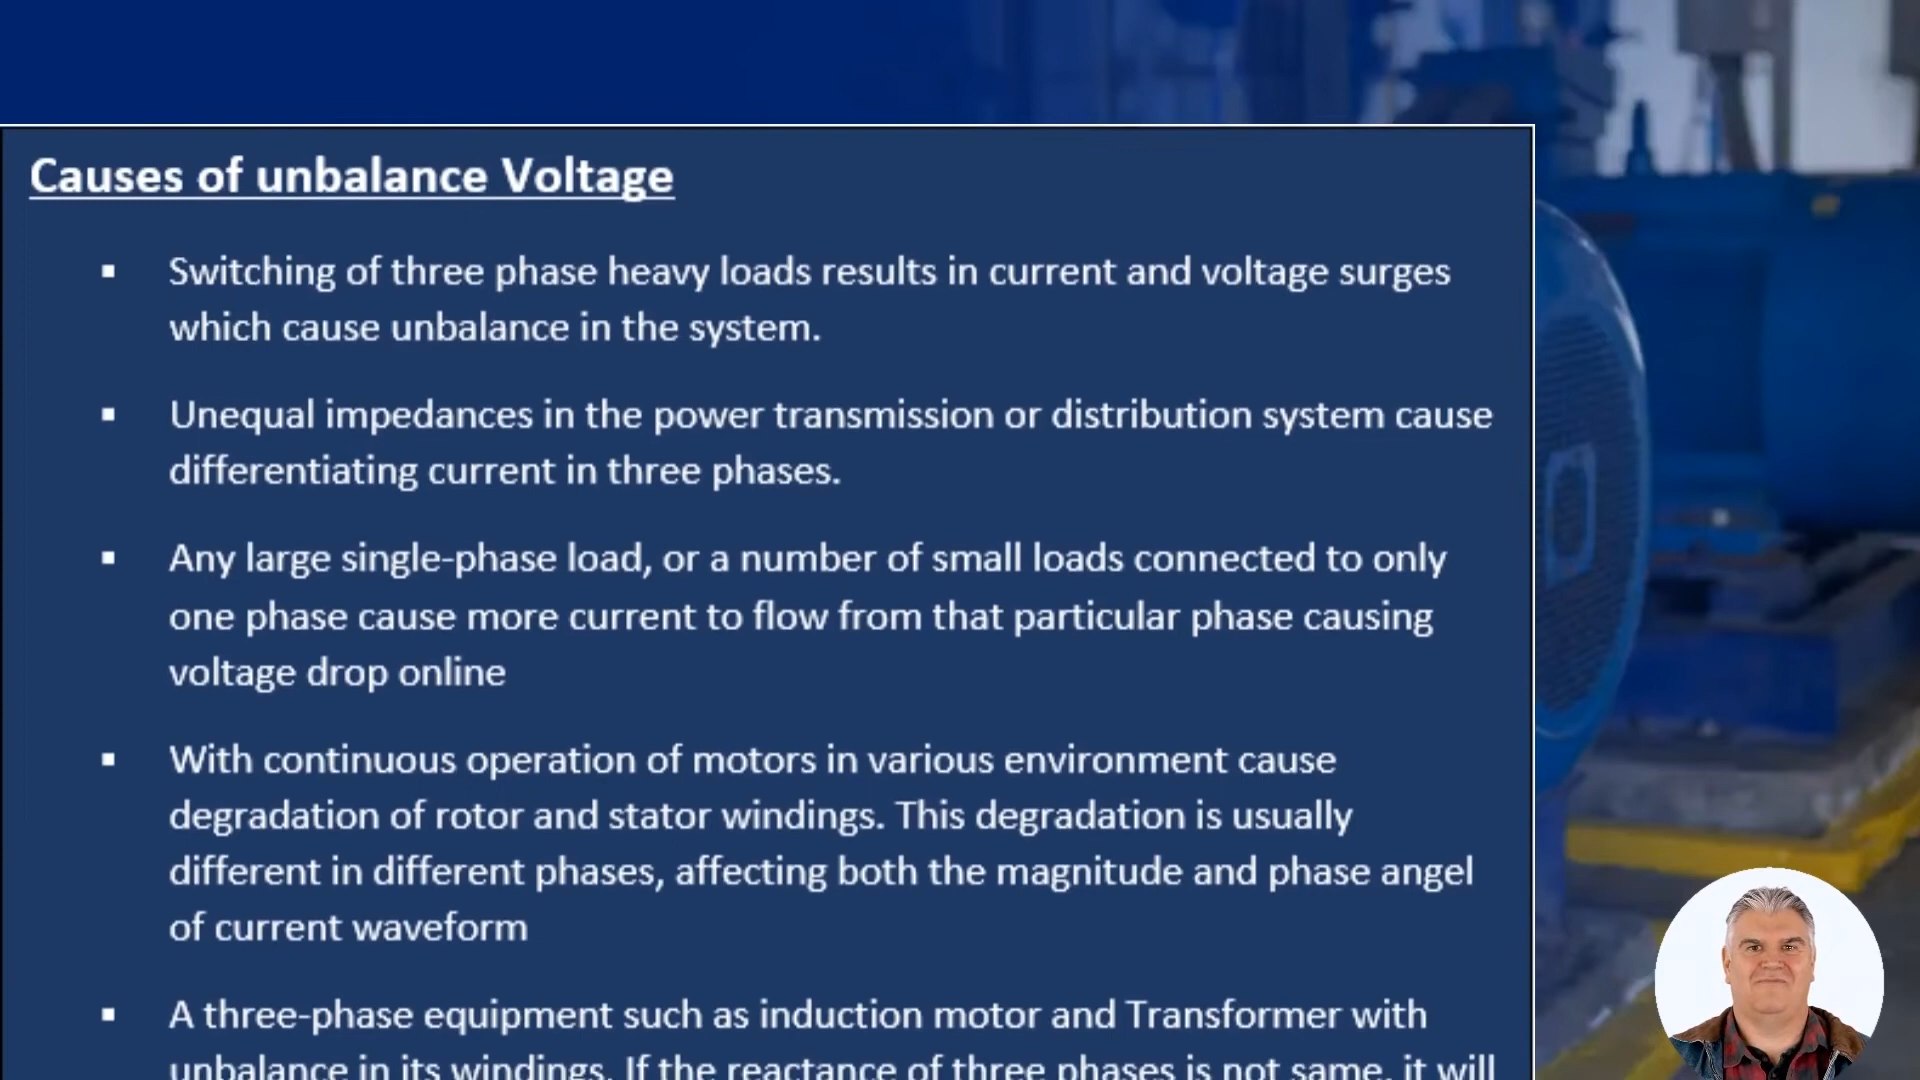 Causes of unbalance Voltage
▪ Switching of three phase heavy loads results in current and voltage surges
which cause unbalance in the system.
▪ Unequal impedances in the power transmission or distribution system cause
differentiating current in three phases.
▪ Any large single-phase load, or a number of small loads connected to only
one phase cause more current to flow from that particular phase causing
voltage drop online
▪ With continuous operation of motors in various environment cause
degradation of rotor and stator windings. This degradation is usually
different in different phases, affecting both the magnitude and phase angel
of current waveform
▪ A three-phase equipment such as induction motor and Transformer with
unbalance in its windings. If the reactance of three phases is not same, it will